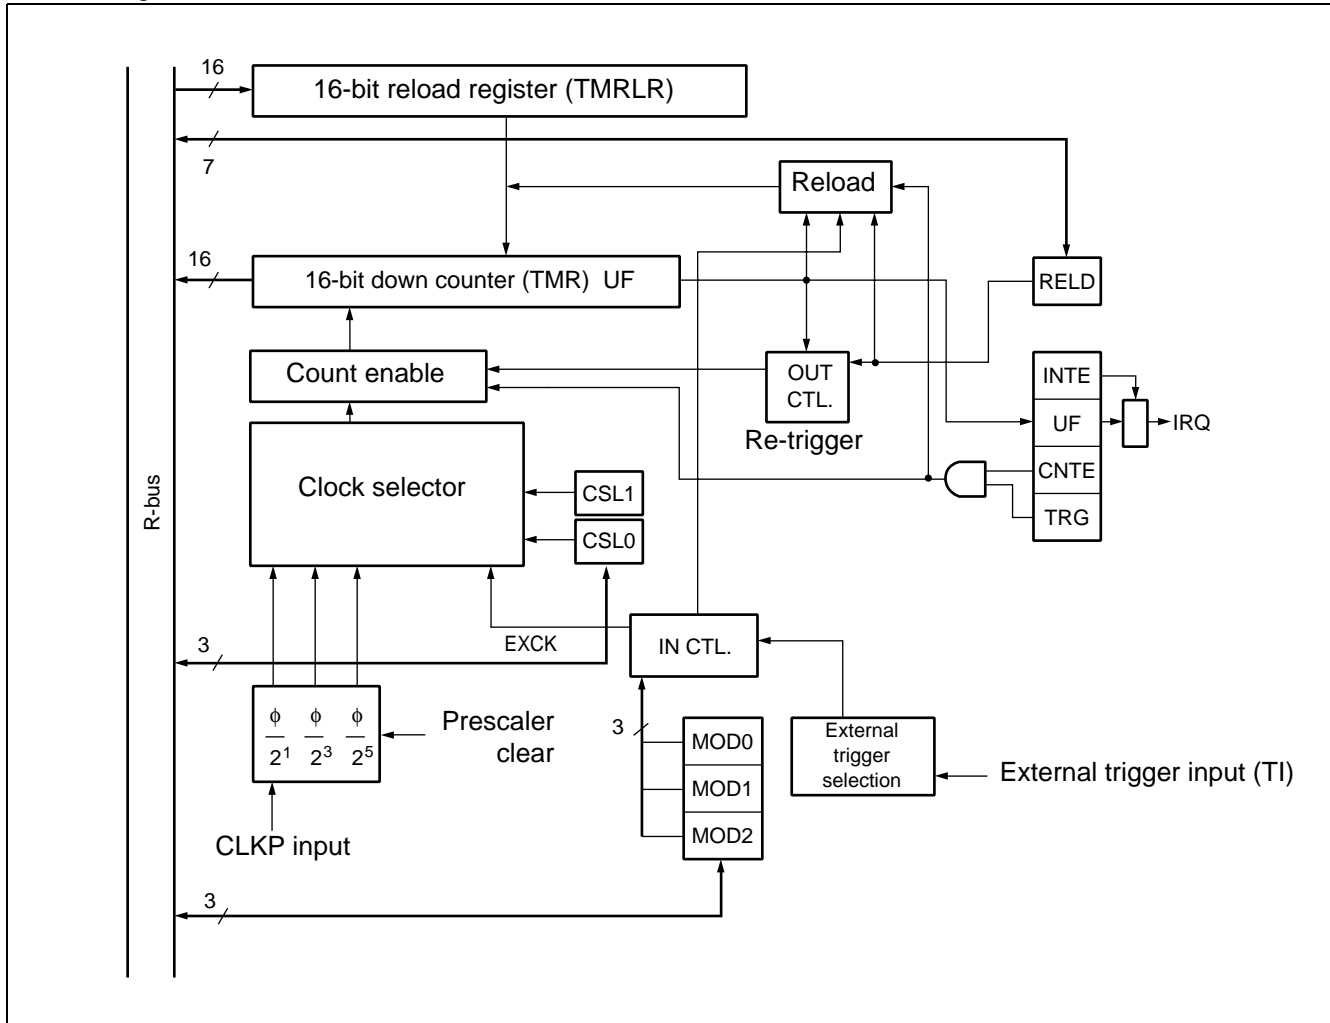 16
16-bit reload register (TMRLR)
7
Reload
16
16-bit down counter (TMR) UF
RELD
Count enable
OUT
CTL.
Re-trigger
INTE
UF
CNTE
TRG
IRQ
Clock selector
CSL1
CSL0
R-bus
3
EXCK
IN CTL.
φ φ φ
2¹ 2³ 2⁵
Prescaler
clear
3
MOD0
MOD1
MOD2
External
trigger
selection
External trigger input (TI)
CLKP input
3